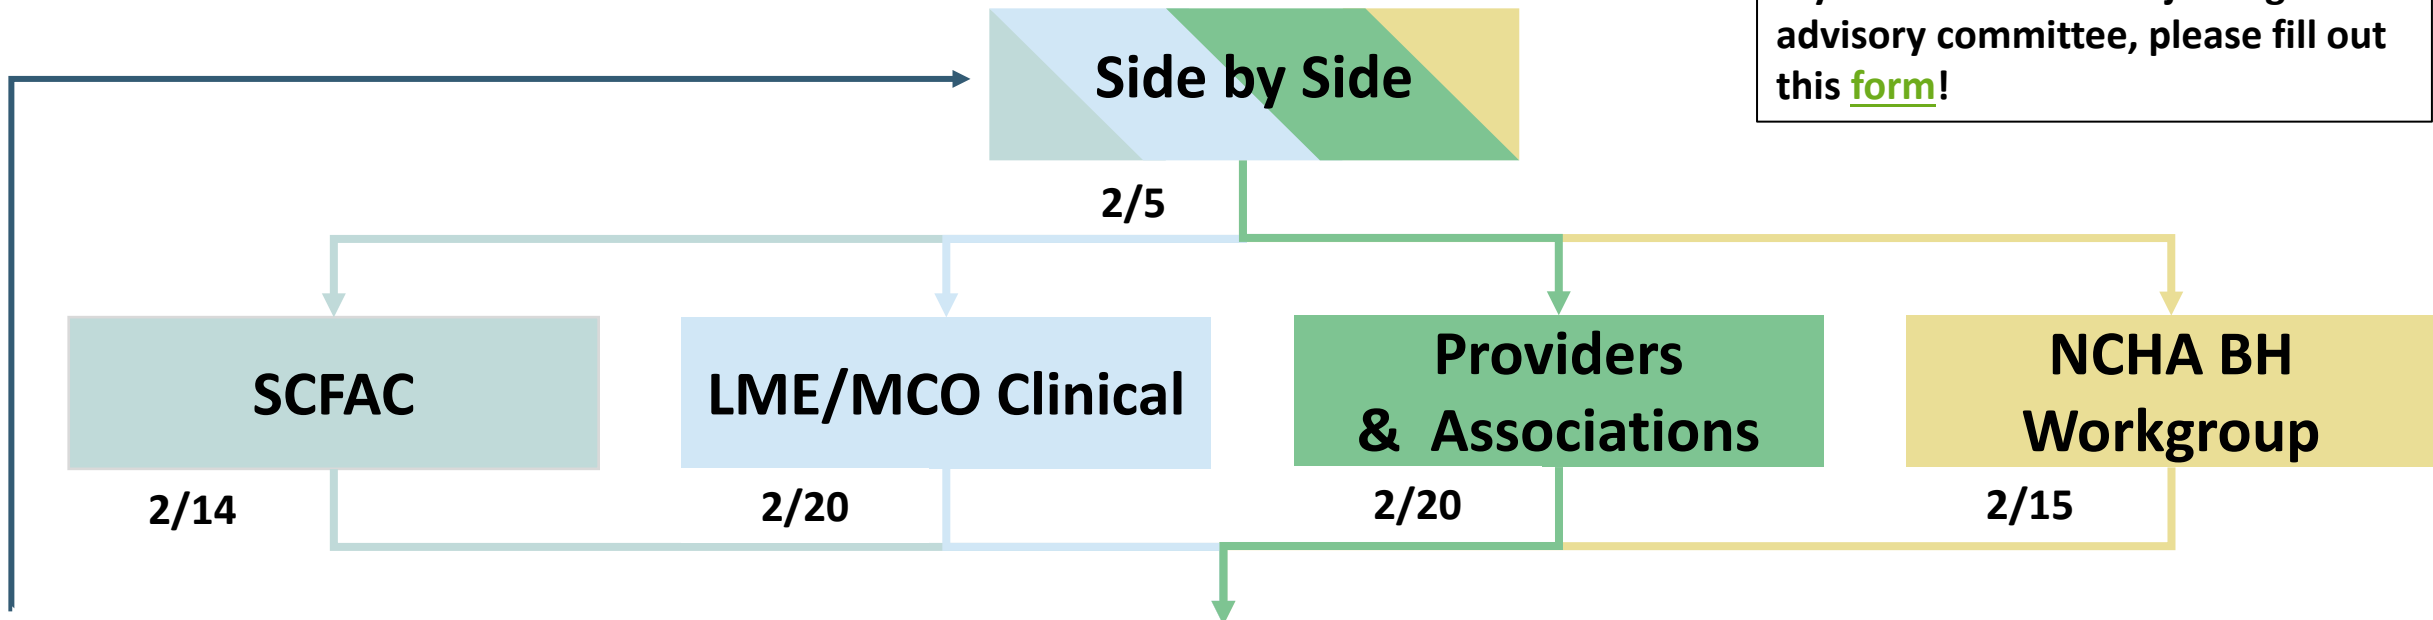 advisory committee, please fill out
this form!
Side by Side
2/5
SCFAC
LME/MCO Clinical
Providers
& Associations
NCHA BH
Workgroup
2/14
2/20
2/20
2/15